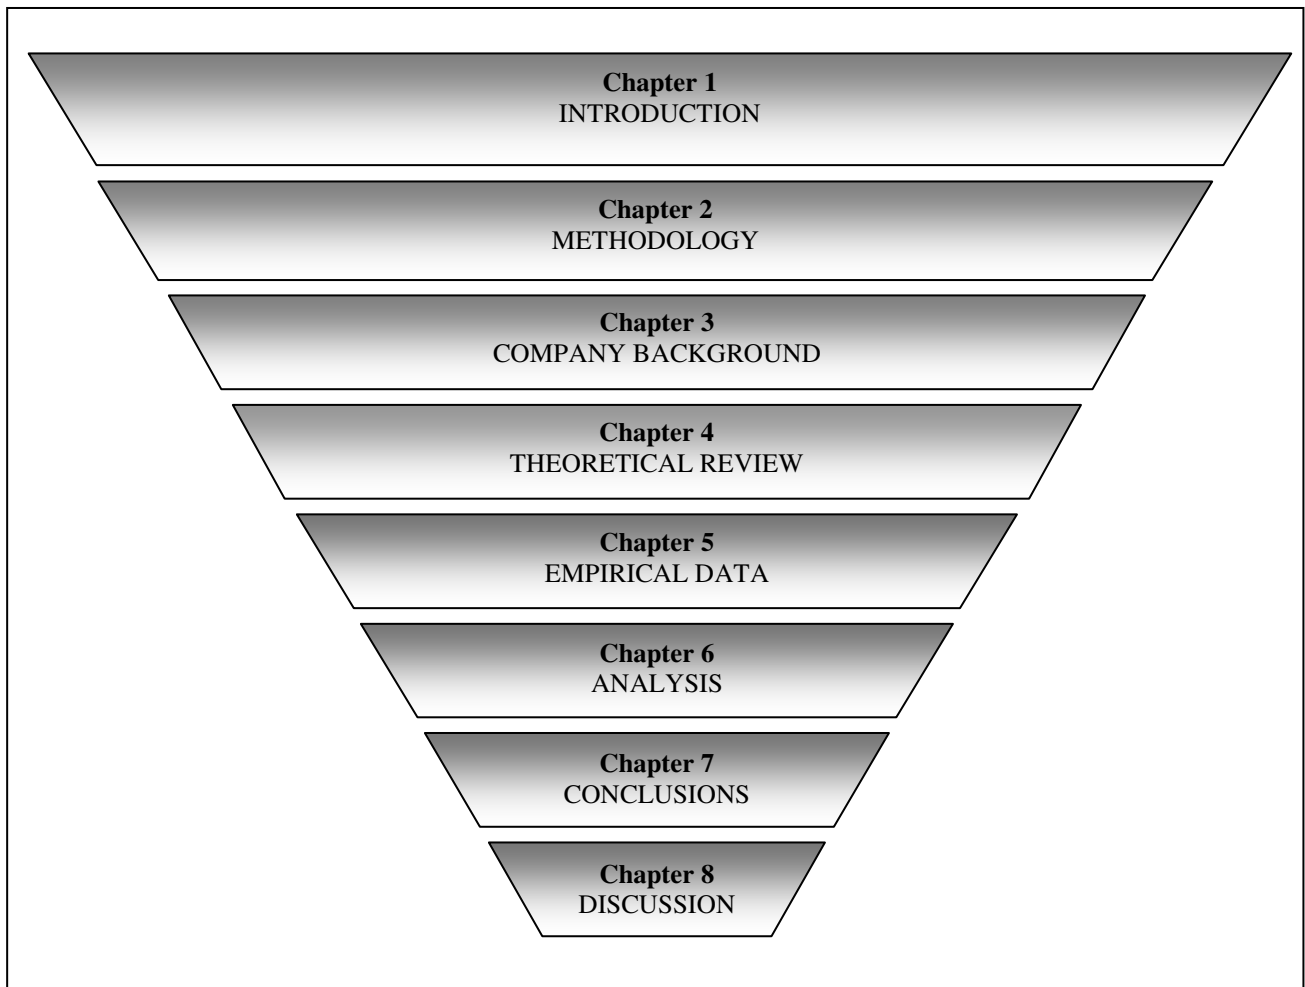 Chapter 1
INTRODUCTION
Chapter 2
METHODOLOGY
Chapter 3
COMPANY BACKGROUND
Chapter 4
THEORETICAL REVIEW
Chapter 5
EMPIRICAL DATA
Chapter 6
ANALYSIS
Chapter 7
CONCLUSIONS
Chapter 8
DISCUSSION